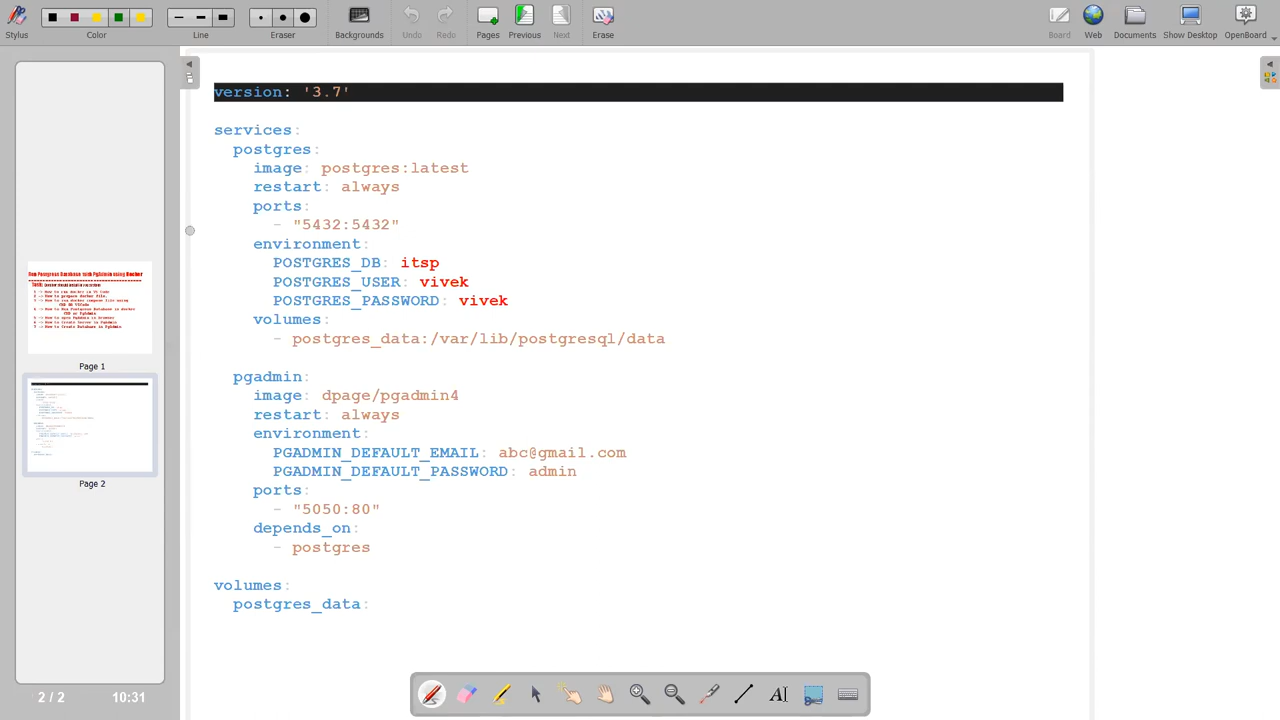 Stylus
Color
Line
Eraser
Backgrounds
Undo
Redo
Pages
Previous
Next
Erase
Board
Web
Documents
Show Desktop
OpenBoard
version: '3.7'
services:
postgres:
image: postgres:latest
restart: always
ports:
- "5432:5432"
environment:
POSTGRES_DB: itsp
POSTGRES_USER: vivek
POSTGRES_PASSWORD: vivek
volumes:
- postgres_data:/var/lib/postgresql/data
pgadmin:
image: dpage/pgadmin4
restart: always
environment:
PGADMIN_DEFAULT_EMAIL: abc@gmail.com
PGADMIN_DEFAULT_PASSWORD: admin
ports:
- "5050:80"
depends_on:
- postgres
volumes:
postgres_data:
Page 1
Page 2
2 / 2
10:31
AI